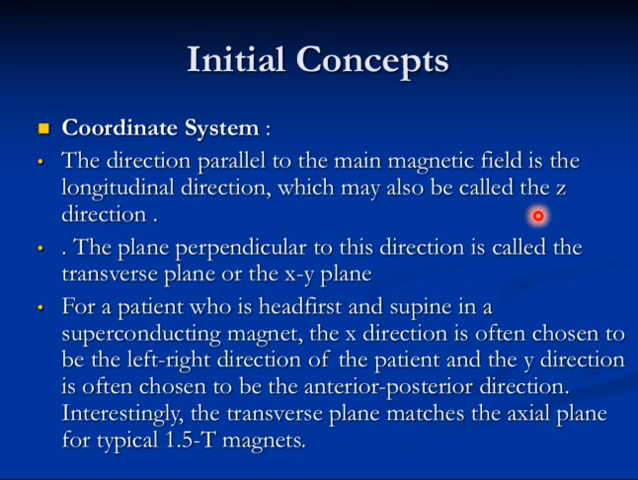 Initial Concepts
Coordinate System :
• The direction parallel to the main magnetic field is the
longitudinal direction, which may also be called the z
direction .
• . The plane perpendicular to this direction is called the
transverse plane or the x-y plane
• For a patient who is headfirst and supine in a
superconducting magnet, the x direction is often chosen to
be the left-right direction of the patient and the y direction
is often chosen to be the anterior-posterior direction.
Interestingly, the transverse plane matches the axial plane
for typical 1.5-T magnets.